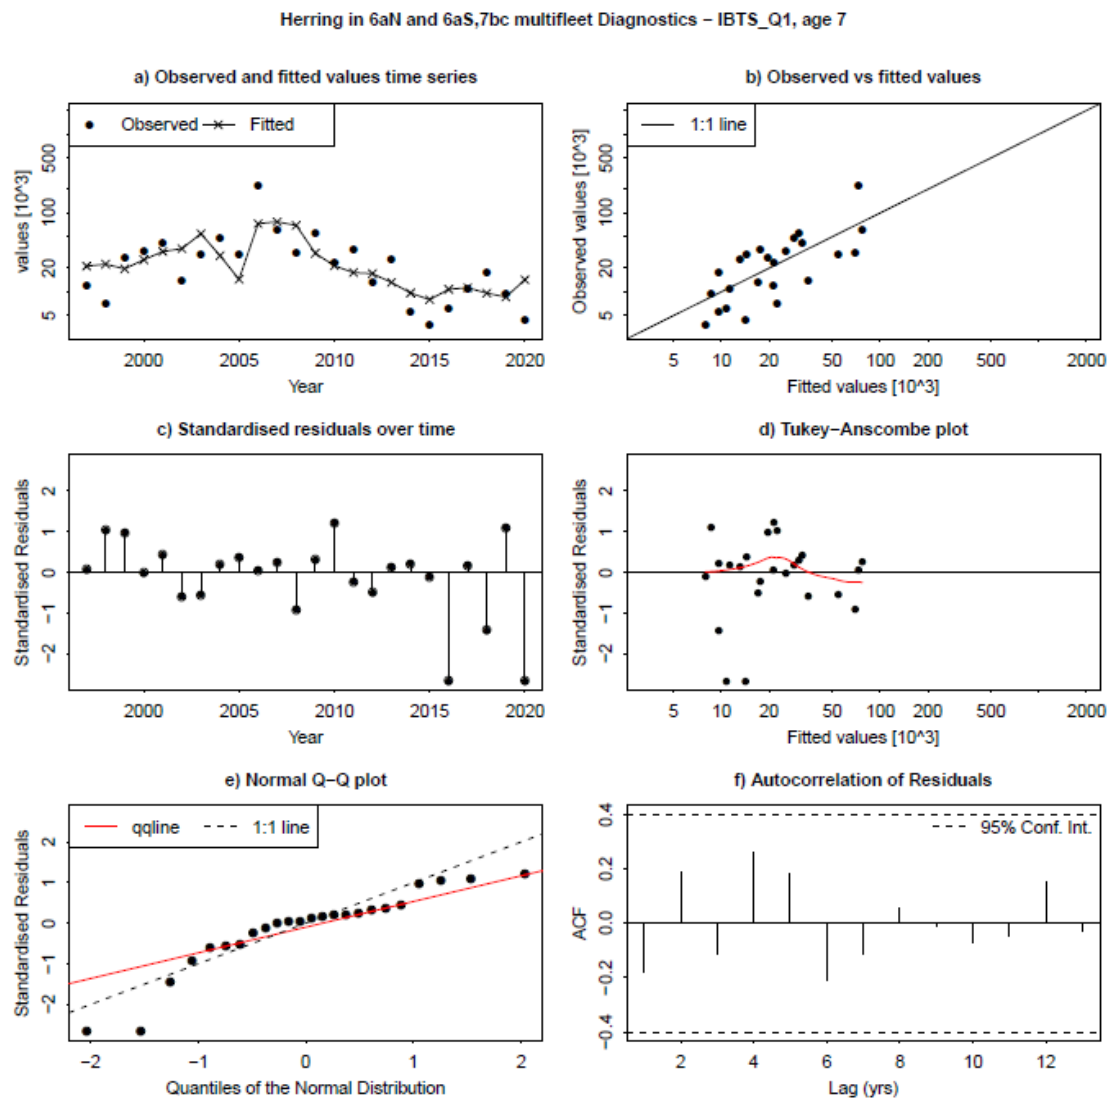 Herring in 6aN and 6aS,7bc multifleet Diagnostics − IBTS_Q1, age 7
a) Observed and fitted values time series
Observed
Fitted
values [10^3]
5
20
100
500
2000
2005
2010
2015
2020
Year
b) Observed vs fitted values
1:1 line
Observed values [10^3]
5
20
100
500
5
10
20
50
100
200
500
2000
Fitted values [10^3]
c) Standardised residuals over time
Standardised Residuals
−2
−1
0
1
2
2000
2005
2010
2015
2020
Year
d) Tukey−Anscombe plot
Standardised Residuals
−2
−1
0
1
2
5
10
20
50
100
200
500
2000
Fitted values [10^3]
e) Normal Q−Q plot
qqline
1:1 line
Standardised Residuals
−2
−1
0
1
2
−2
−1
0
1
2
Quantiles of the Normal Distribution
f) Autocorrelation of Residuals
95% Conf. Int.
ACF
−0.4
−0.2
0.0
0.2
0.4
2
4
6
8
10
12
Lag (yrs)